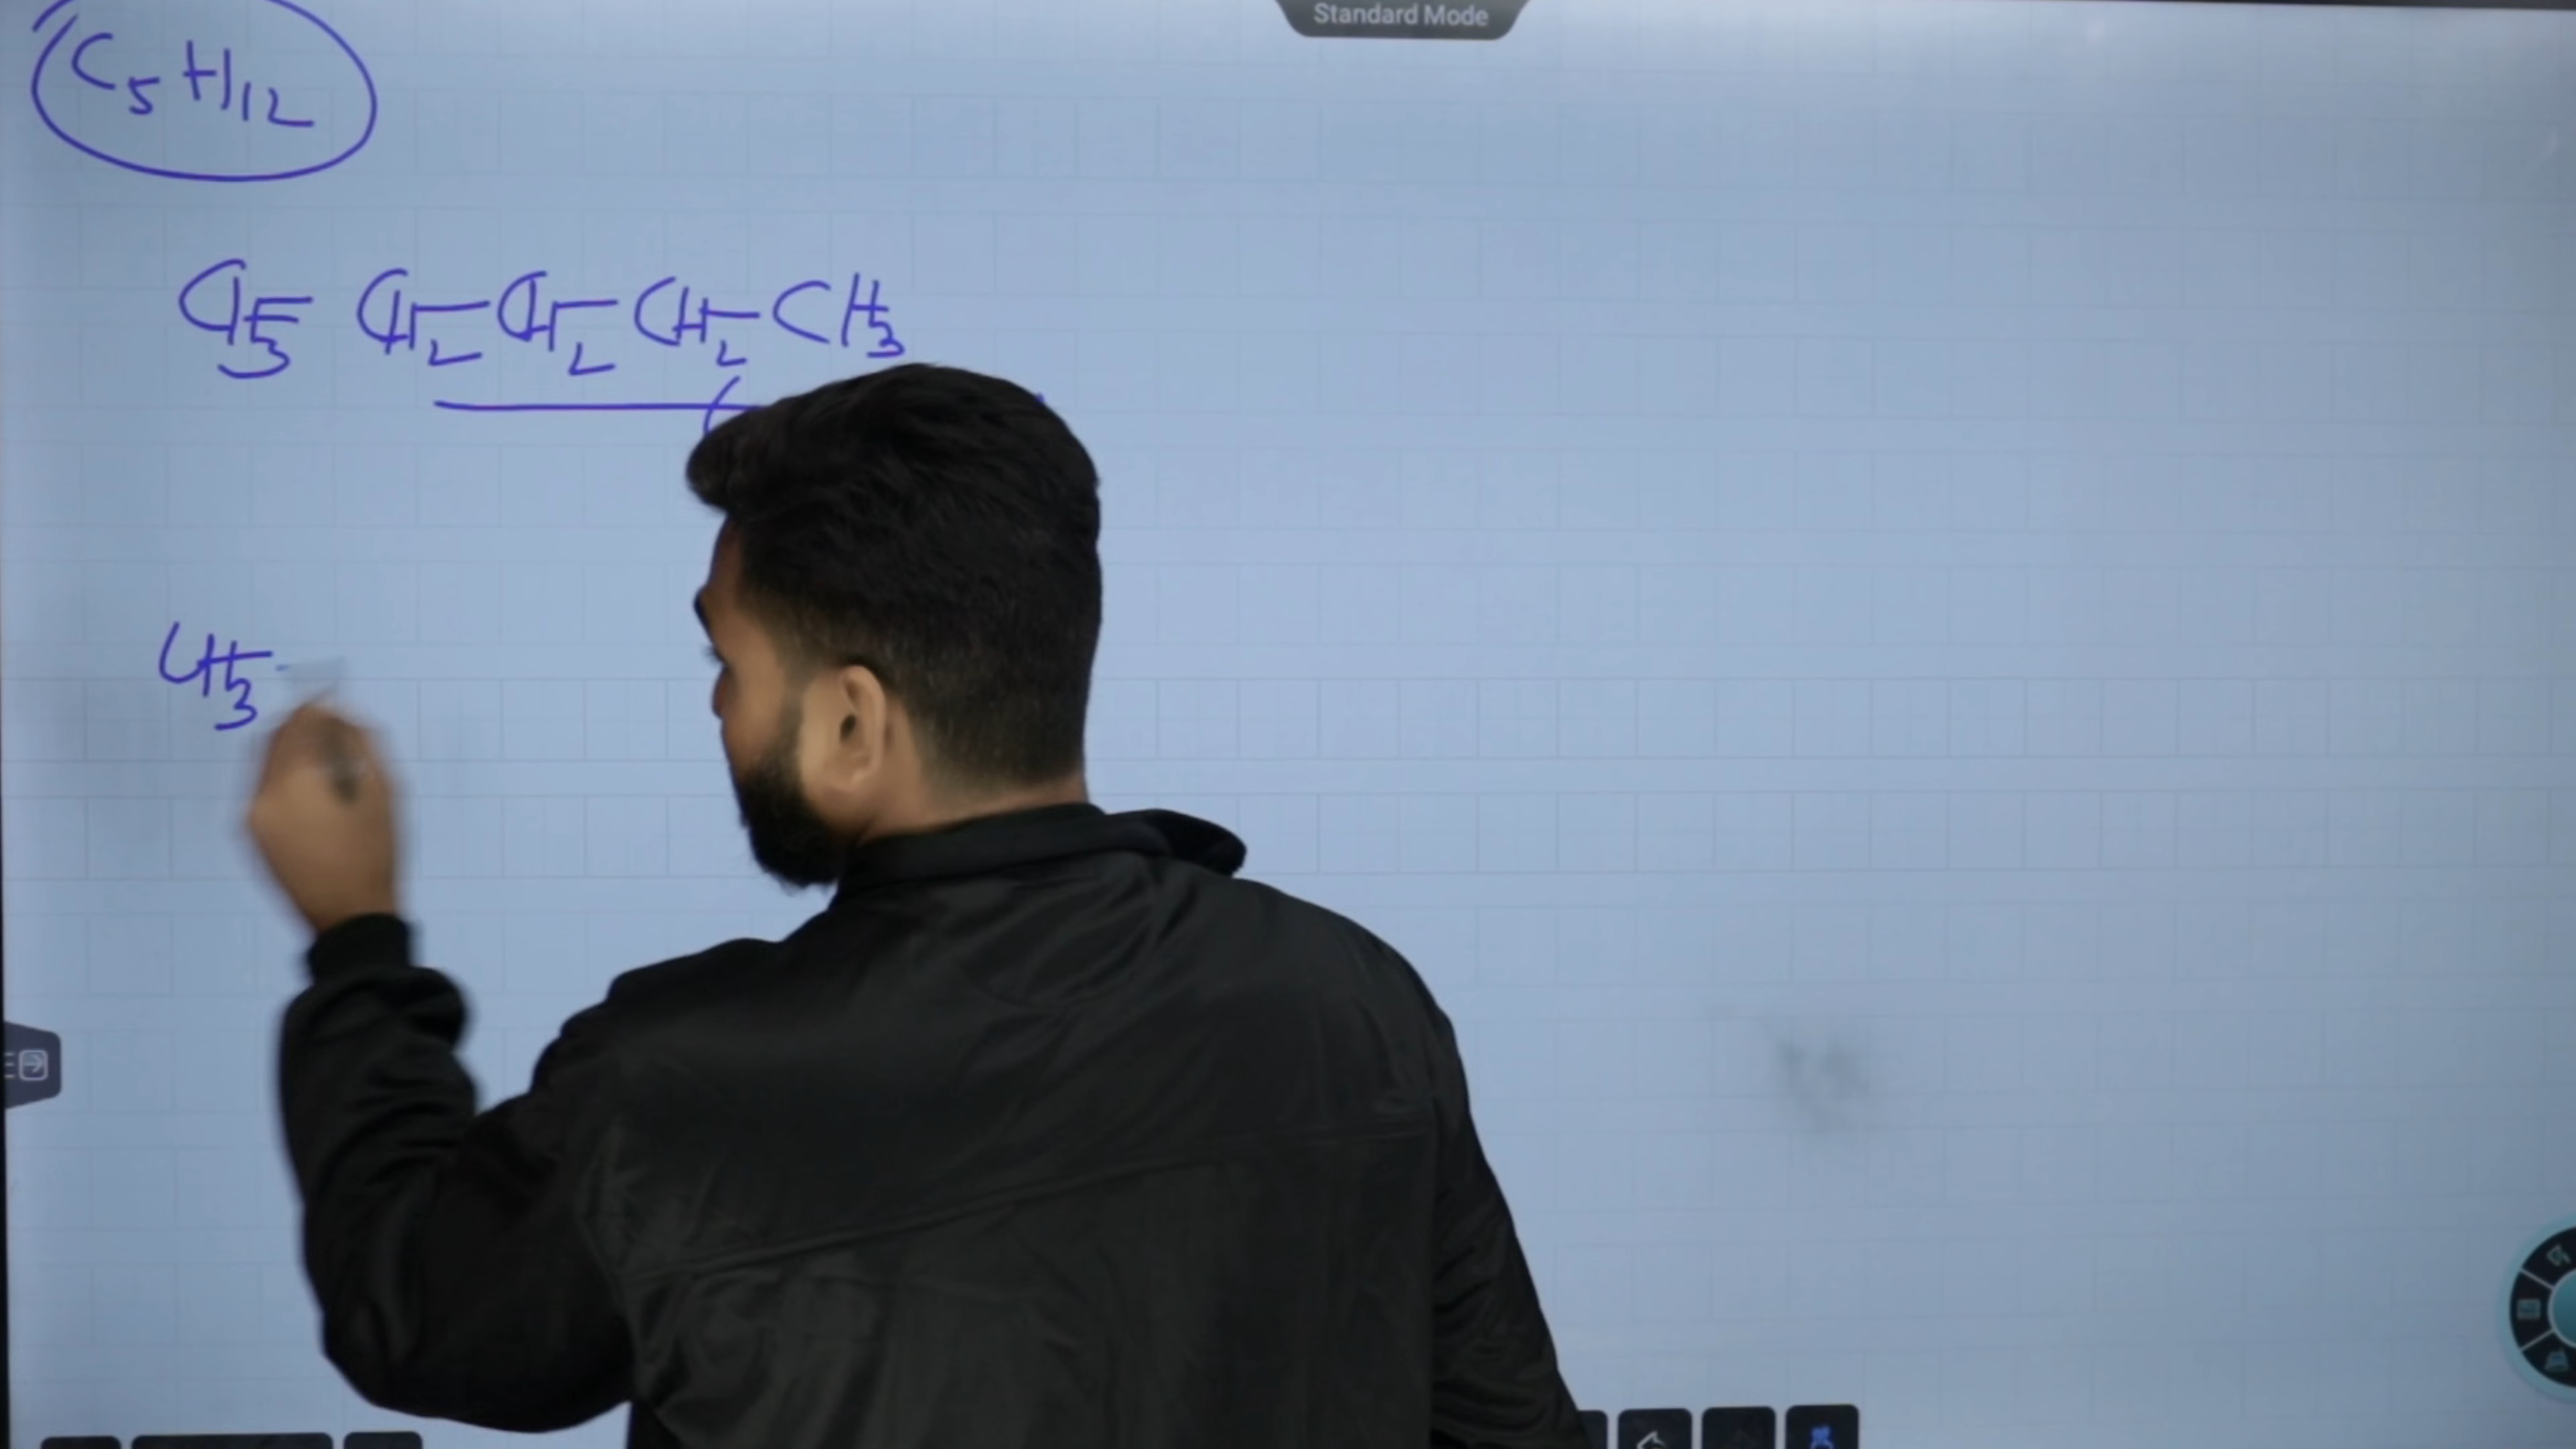 Standard Mode
C₅H₁₂
CH₃–CH₂–CH₂–CH₂–CH₃
CH₃–